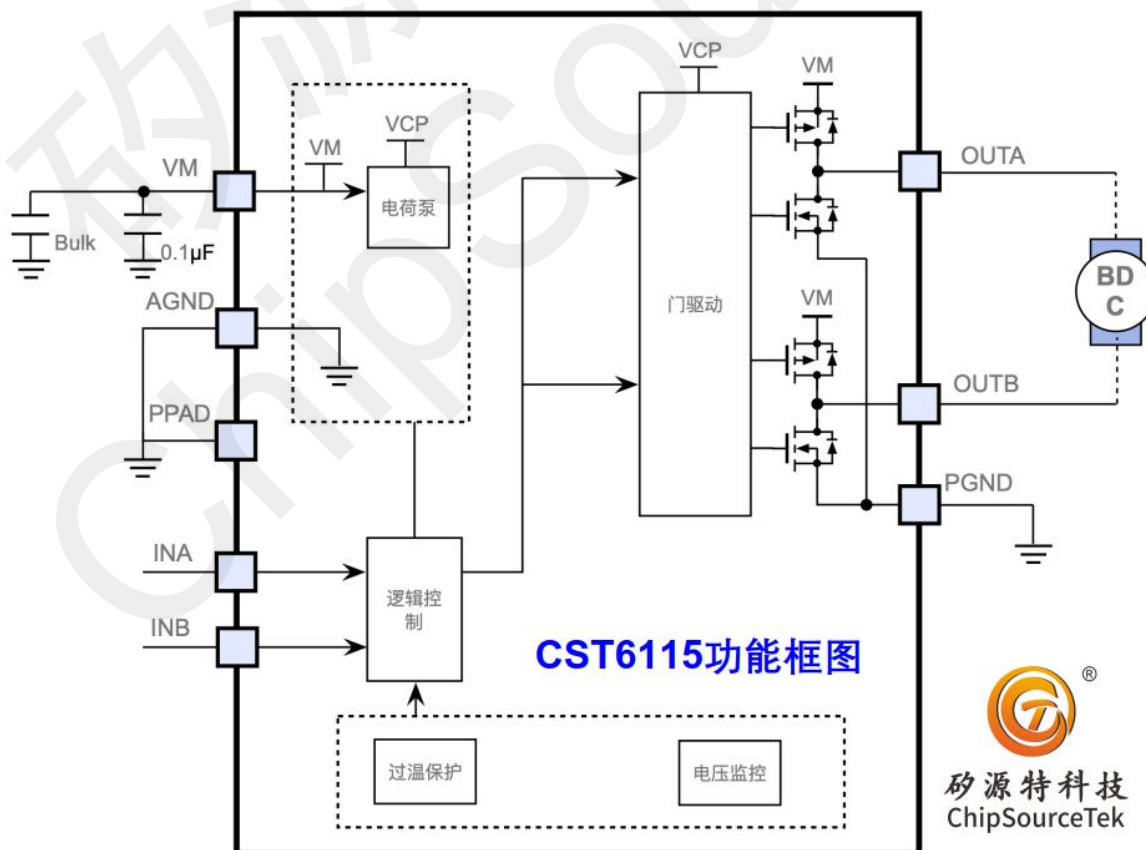 VCP
VM
VCP
VM
VM
电荷泵
OUTA
Bulk
0.1μF
AGND
门驱动
BD
C
VM
PPAD
OUTB
PGND
INA
逻辑控
制
INB
CST6115功能框图
过温保护
电压监控
®
矽源特科技
ChipSourceTek
ChipSou